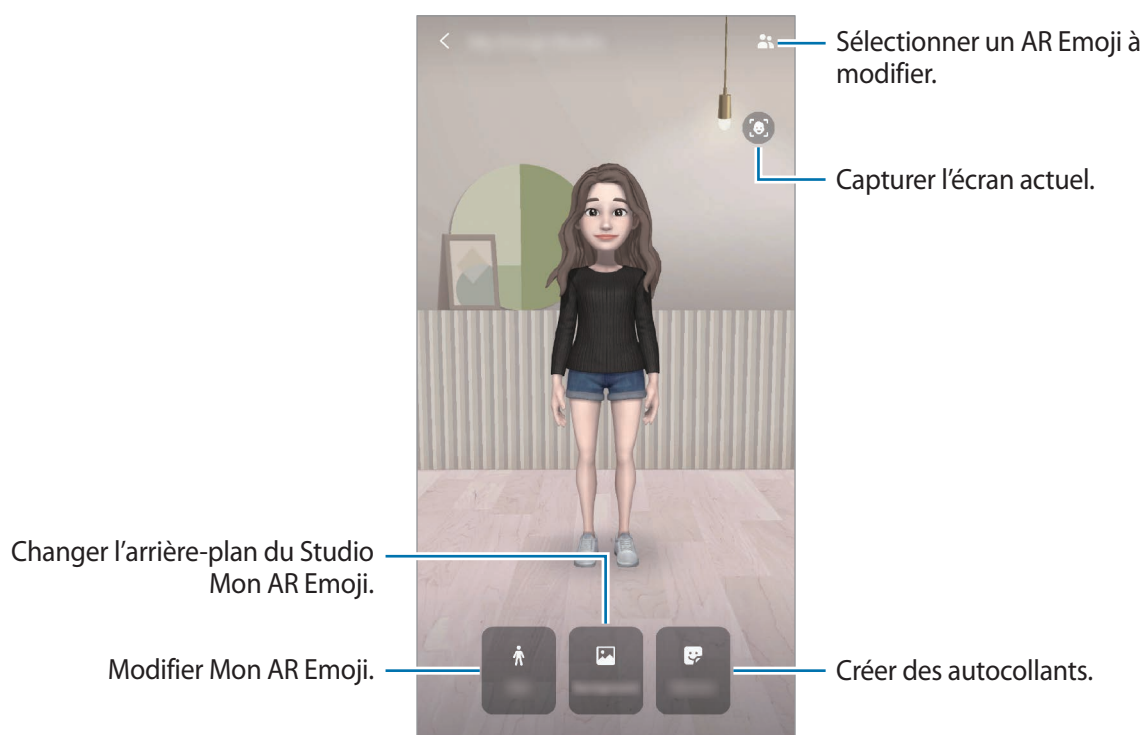 Sélectionner un AR Emoji à
modifier.
Capturer l’écran actuel.
Changer l’arrière-plan du Studio
Mon AR Emoji.
Modifier Mon AR Emoji.
Créer des autocollants.